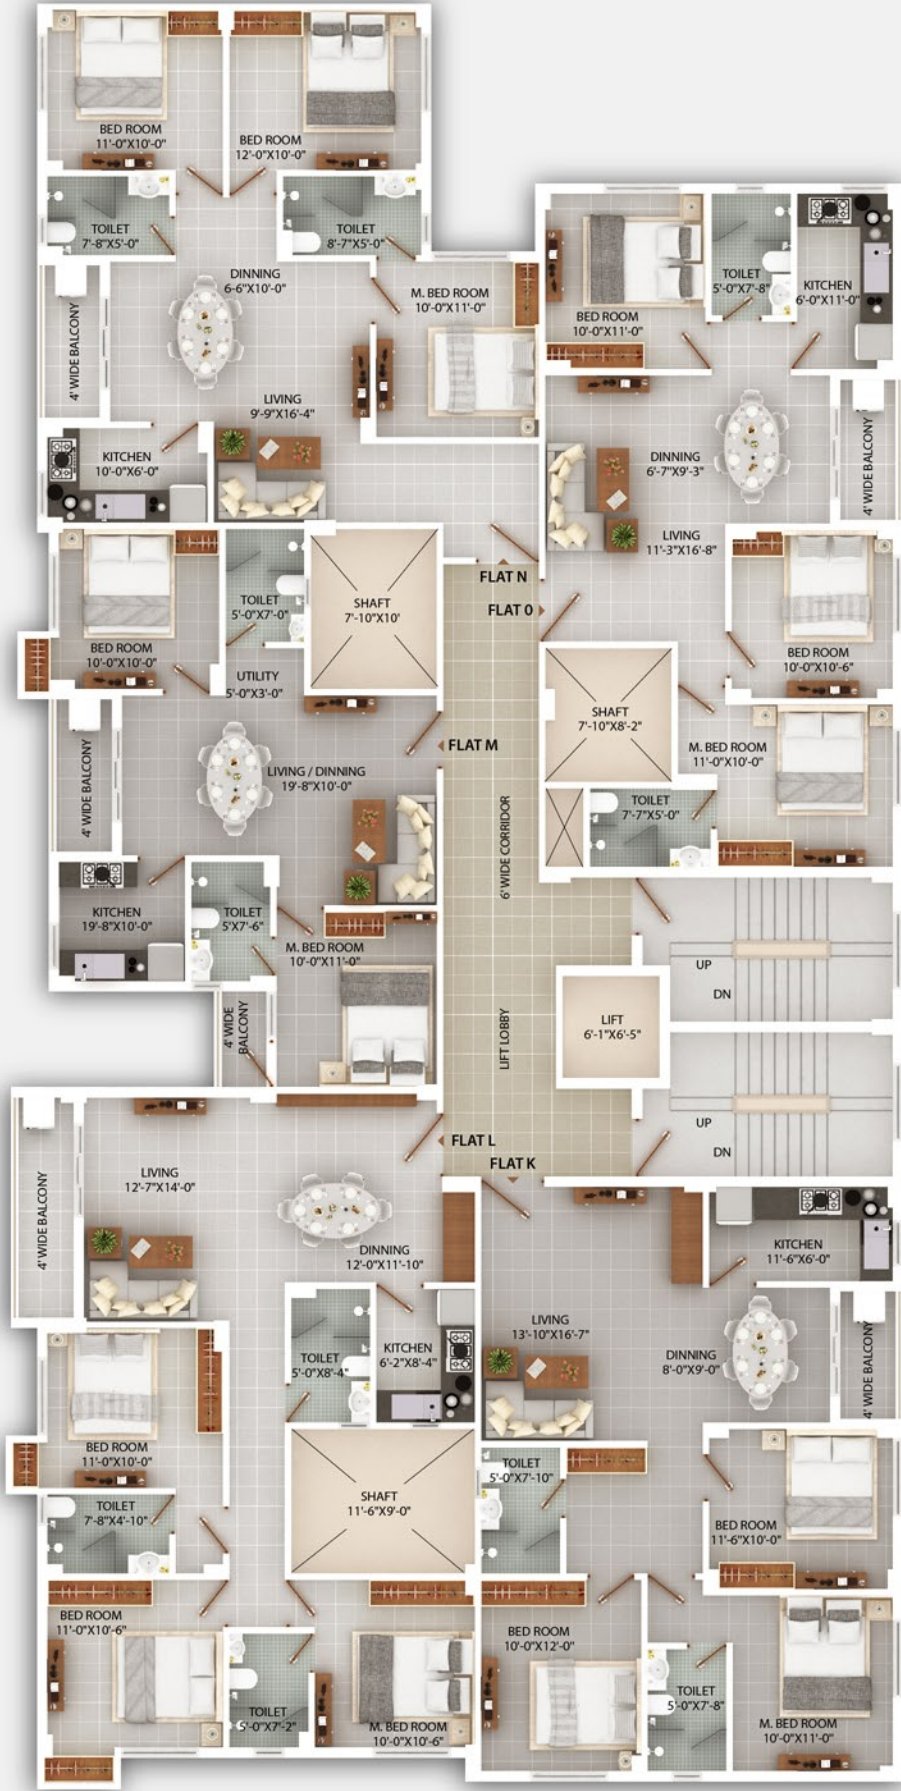 BED ROOM
11'-0"X10'-0"
BED ROOM
12'-0"X10'-0"
TOILET
7'-8"X5'-0"
TOILET
8'-7"X5'-0"
DINNING
6-6"X10'-0"
M. BED ROOM
10'-0"X11'-0"
4' WIDE BALCONY
LIVING
9'-9"X16'-4"
KITCHEN
10'-0"X6'-0"
BED ROOM
10'-0"X11'-0"
TOILET
5'-0"X7'-8"
KITCHEN
6'-0"X11'-0"
DINNING
6'-7"X9'-3"
4' WIDE BALCONY
LIVING
11'-3"X16'-8"
FLAT N
FLAT O
BED ROOM
10'-0"X10'-0"
TOILET
5'-0"X7'-0"
SHAFT
7'-10"X10'
UTILITY
5'-0"X3'-0"
BED ROOM
10'-0"X10'-6"
SHAFT
7'-10"X8'-2"
M. BED ROOM
11'-0"X10'-0"
FLAT M
4' WIDE BALCONY
LIVING / DINNING
19'-8"X10'-0"
TOILET
7'-7"X5'-0"
6' WIDE CORRIDOR
KITCHEN
19'-8"X10'-0"
TOILET
5'X7'-6"
M. BED ROOM
10'-0"X11'-0"
4' WIDE
BALCONY
UP
DN
LIFT
6'-1"X6'-5"
LIFT LOBBY
UP
DN
FLAT L
FLAT K
LIVING
12'-7"X14'-0"
4' WIDE BALCONY
DINNING
12'-0"X11'-10"
KITCHEN
11'-6"X6'-0"
TOILET
5'-0"X8'-4"
KITCHEN
6'-2"X8'-4"
LIVING
13'-10"X16'-7"
DINNING
8'-0"X9'-0"
4' WIDE BALCONY
BED ROOM
11'-0"X10'-0"
TOILET
7'-8"X4'-10"
SHAFT
11'-6"X9'-0"
TOILET
5'-0"X7'-10"
BED ROOM
11'-6"X10'-0"
BED ROOM
11'-0"X10'-6"
TOILET
5'-0"X7'-2"
M. BED ROOM
10'-0"X10'-6"
BED ROOM
10'-0"X12'-0"
TOILET
5'-0"X7'-8"
M. BED ROOM
10'-0"X11'-0"